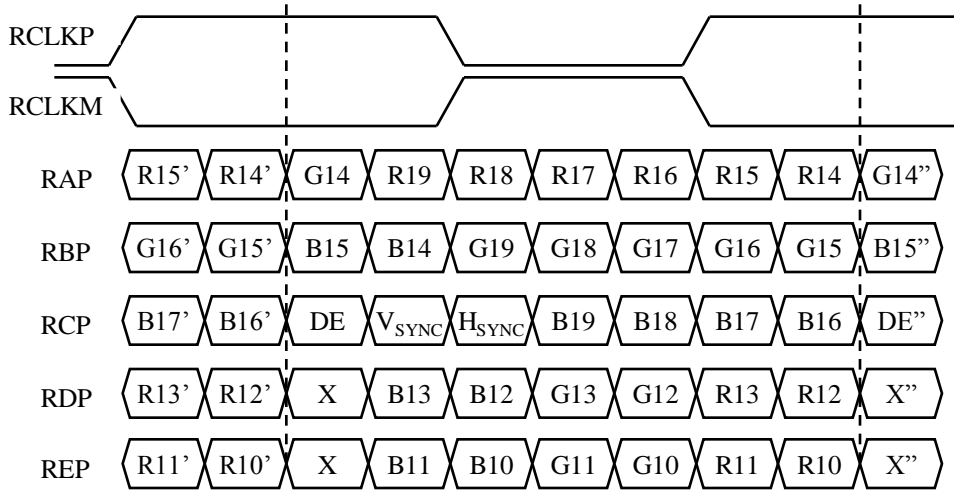 RCLKP
RCLKM
RAP R15’ R14’ G14 R19 R18 R17 R16 R15 R14 G14”
RBP G16’ G15’ B15 B14 G19 G18 G17 G16 G15 B15”
RCP B17’ B16’ DE VSYNC HSYNC B19 B18 B17 B16 DE”
RDP R13’ R12’ X B13 B12 G13 G12 R13 R12 X”
REP R11’ R10’ X B11 B10 G11 G10 R11 R10 X”